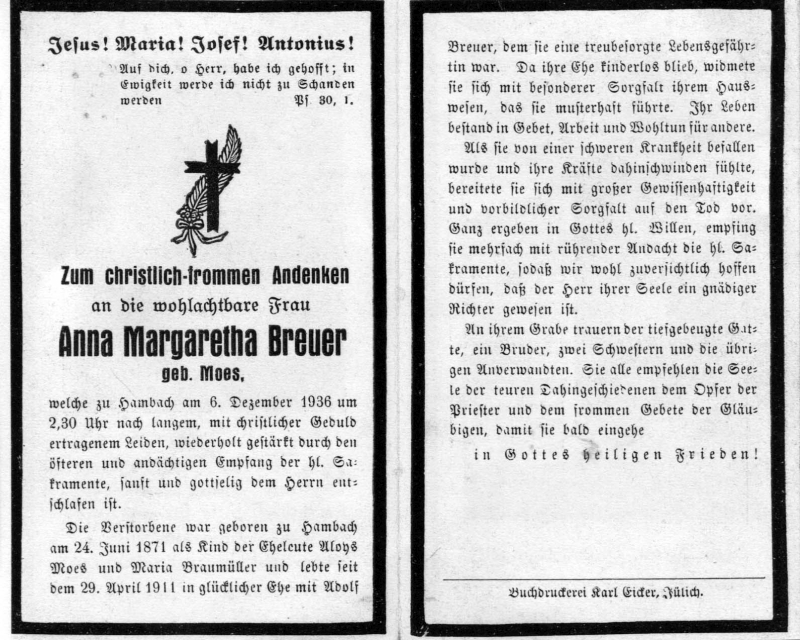 Jesus! Maria! Josef! Antonius!
Auf dich, o Herr, habe ich gehofft; in
Ewigkeit werde ich nicht zu Schanden
werden Ps 30, 1.
Zum christlich-frommen Andenken
an die wohlachtbare Frau
Anna Margaretha Breuer
geb. Moes,
welche zu Hambach am 6. Dezember 1936 um
2,30 Uhr nach langem, mit christlicher Geduld
ertragenem Leiden, wiederholt gestärkt durch den
öfteren und andächtigen Empfang der hl. Sa-
kramente, sanft und gottselig dem Herrn ent-
schlafen ist.
Die Verstorbene war geboren zu Hambach
am 24. Juni 1871 als Kind der Eheleute Aloys
Moes und Maria Braumüller und lebte seit
dem 29. April 1911 in glücklicher Ehe mit Adolf
Breuer, dem sie eine treubesorgte Lebensgefähr-
tin war. Da ihre Ehe kinderlos blieb, widmete
sie sich mit besonderer Sorgfalt ihrem Haus-
wesen, das sie musterhaft führte. Ihr Leben
bestand in Gebet, Arbeit und Wohltun für andere.
Als sie von einer schweren Krankheit befallen
wurde und ihre Kräfte dahinschwinden fühlte,
bereitete sie sich mit großer Gewissenhaftigkeit
und vorbildlicher Sorgfalt auf den Tod vor.
Ganz ergeben in Gottes hl. Willen, empfing
sie mehrfach mit rührender Andacht die hl. Sa-
kramente, sodaß wir wohl zuversichtlich hoffen
dürfen, daß der Herr ihrer Seele ein gnädiger
Richter gewesen ist.
An ihrem Grabe trauern der tiefgebeugte Gat-
te, ein Bruder, zwei Schwestern und die übri-
gen Anverwandten. Sie alle empfehlen die See-
le der teuren Dahingeschiedenen dem Opfer der
Priester und dem frommen Gebete der Gläu-
bigen, damit sie bald eingehe
in Gottes heiligen Frieden!
Buchdruckerei Karl Eicker, Jülich.